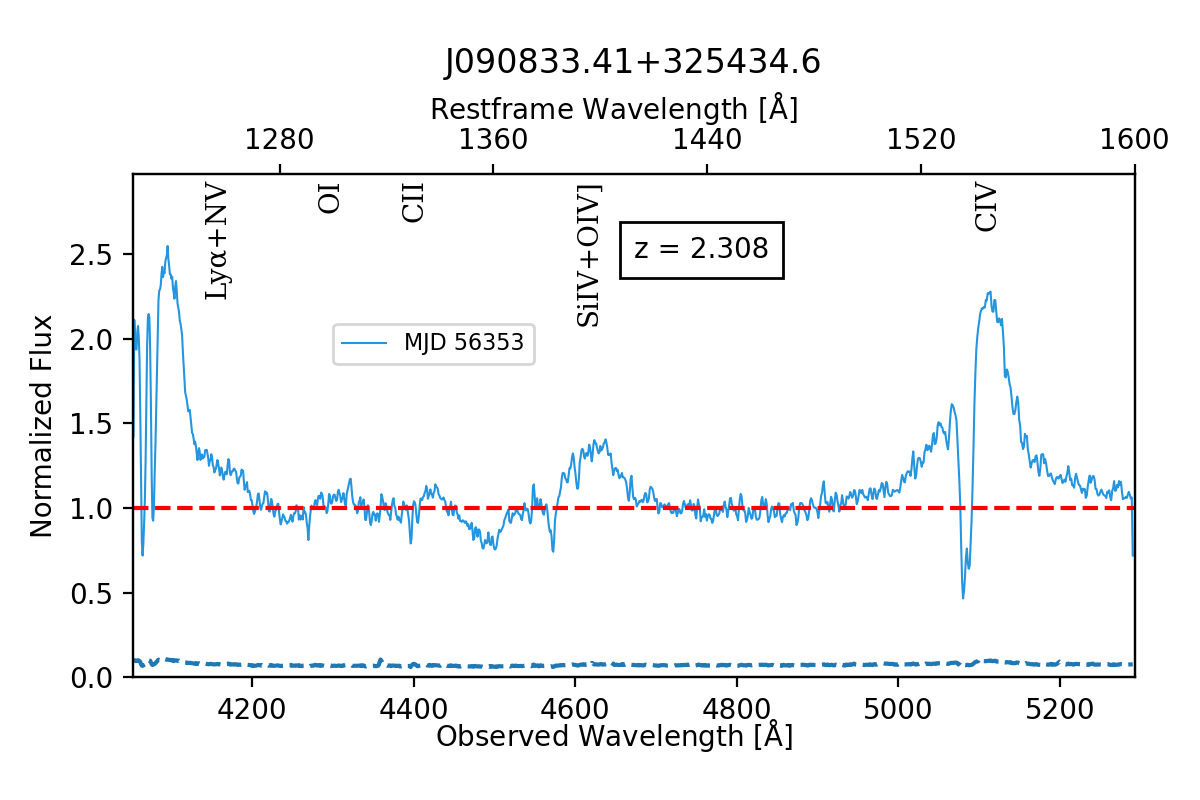 J090833.41+325434.6
Restframe Wavelength [Å]
1280 1360 1440 1520 1600
Lyα+NV
OI
CII
SiIV+OIV]
CIV
z = 2.308
MJD 56353
Normalized Flux
2.5
2.0
1.5
1.0
0.5
0.0
4200 4400 4600 4800 5000 5200
Observed Wavelength [Å]